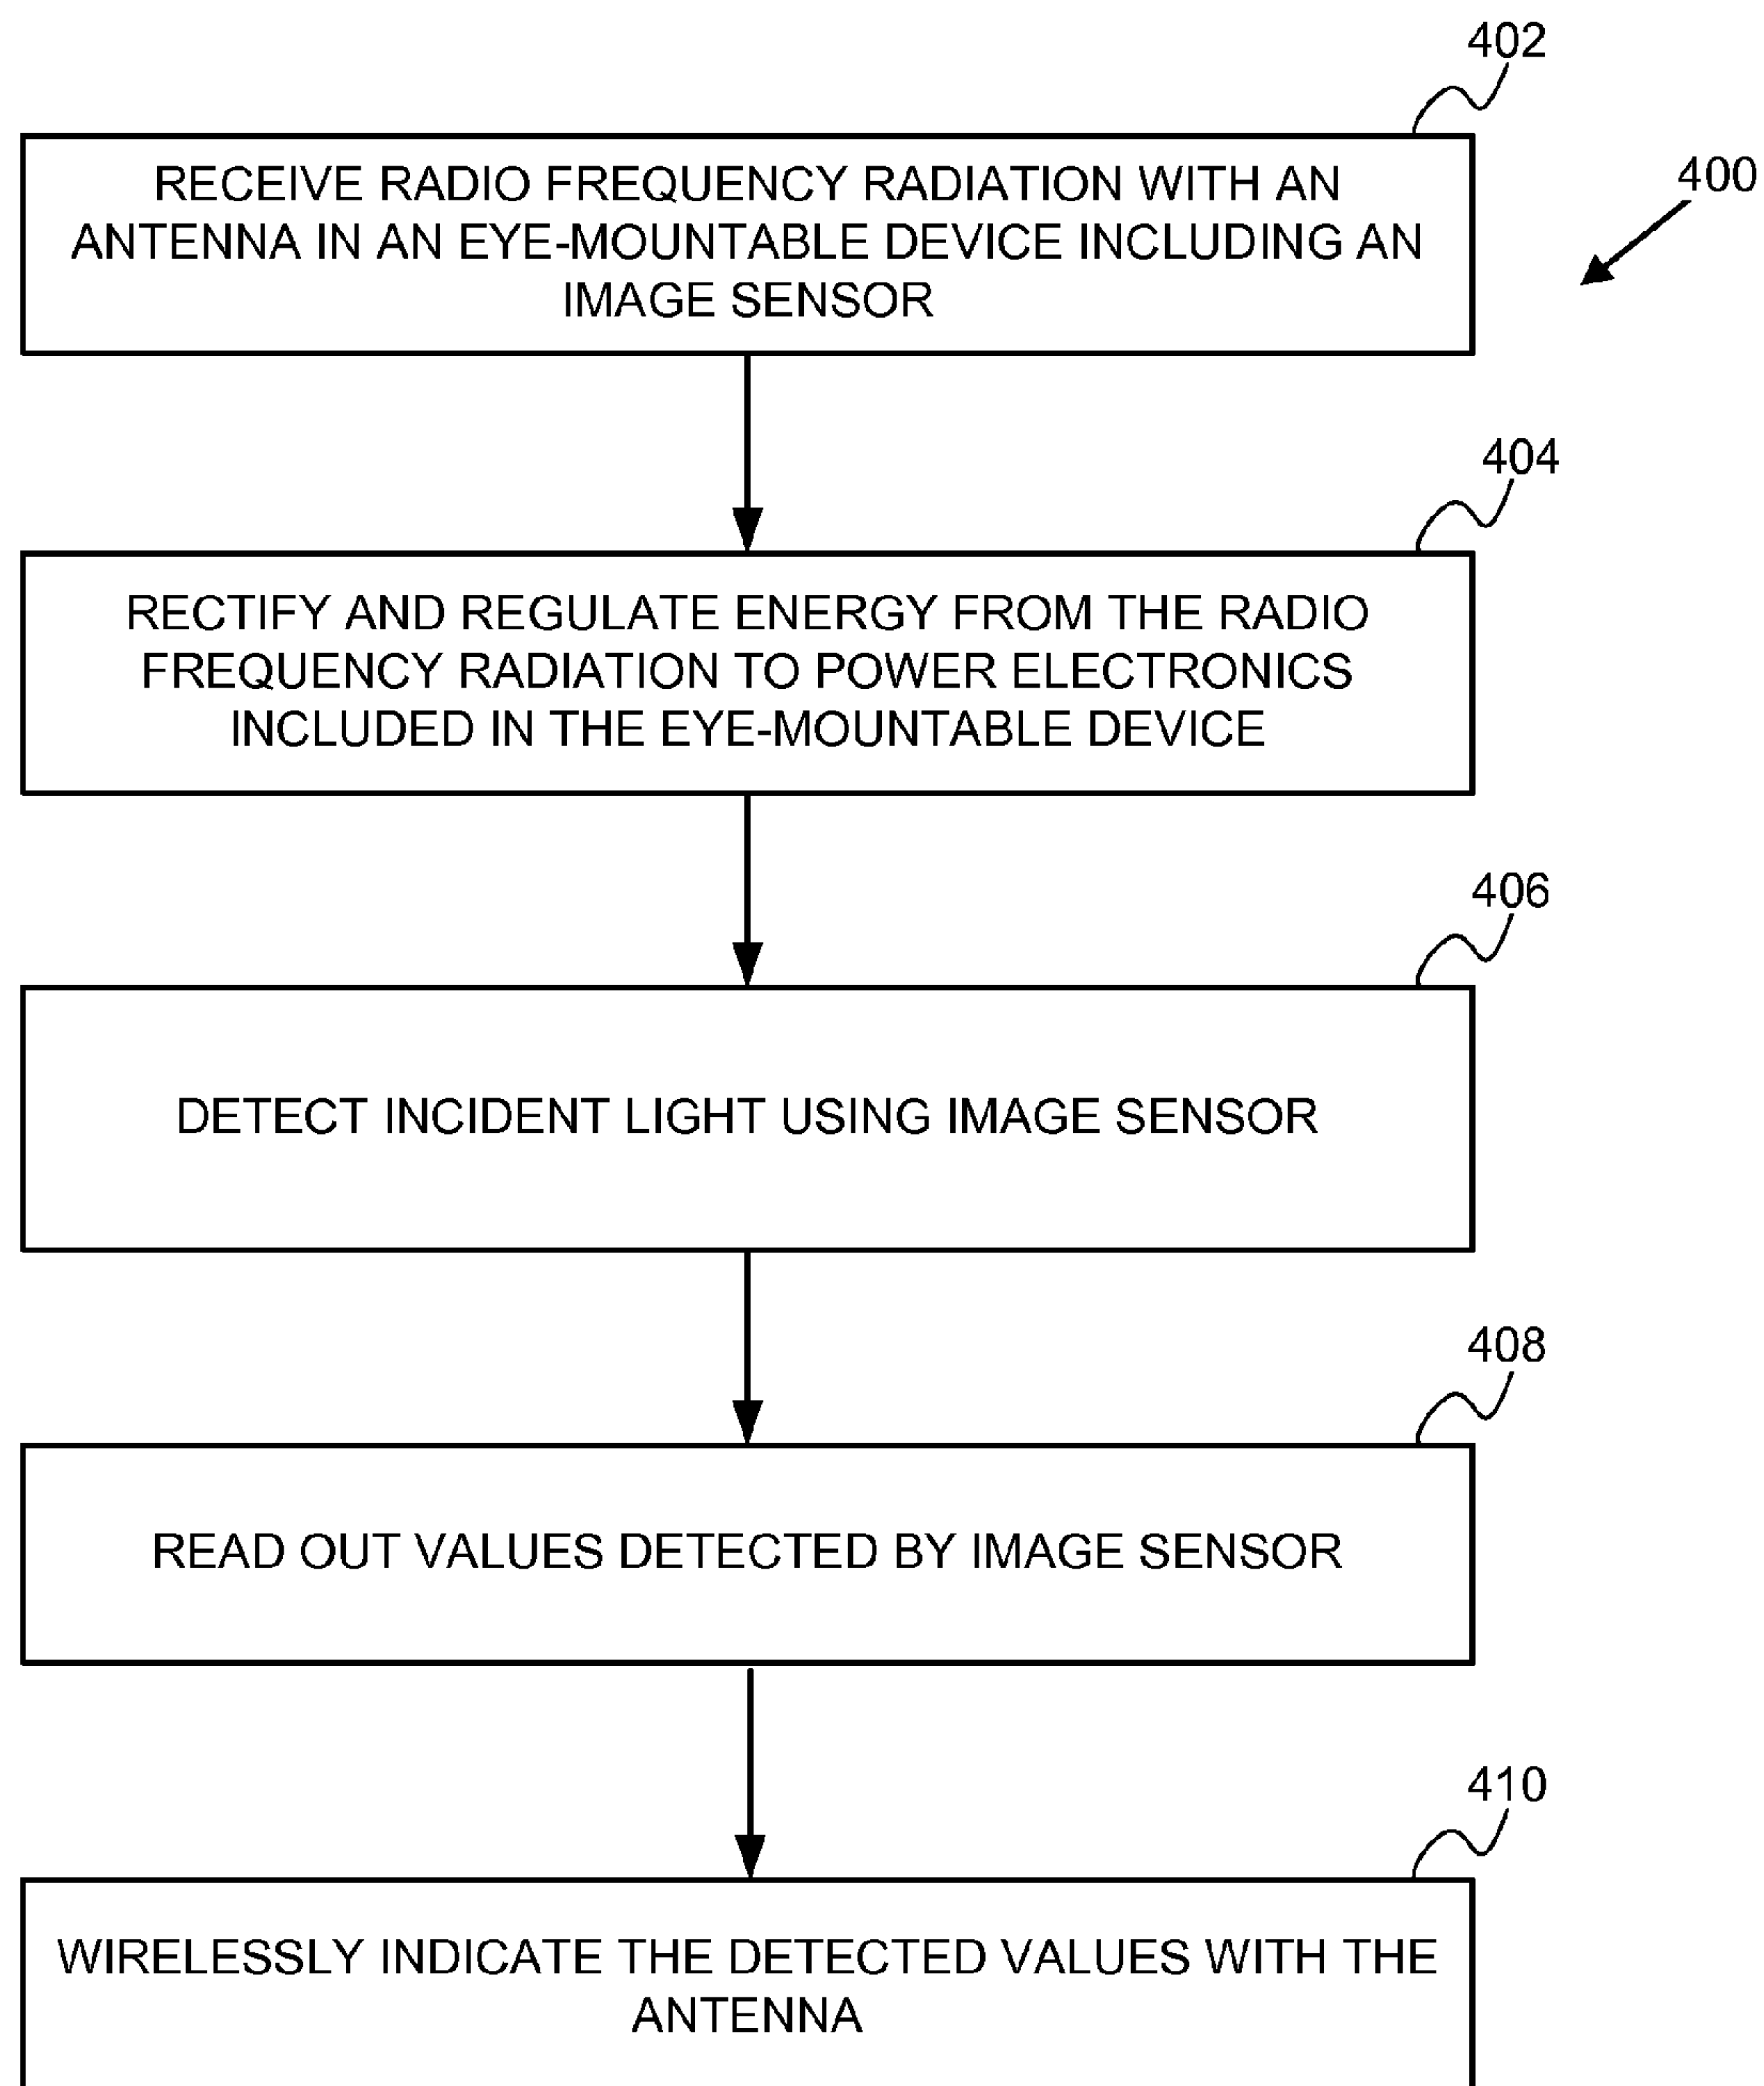 402
400
RECEIVE RADIO FREQUENCY RADIATION WITH AN
ANTENNA IN AN EYE-MOUNTABLE DEVICE INCLUDING AN
IMAGE SENSOR
404
RECTIFY AND REGULATE ENERGY FROM THE RADIO
FREQUENCY RADIATION TO POWER ELECTRONICS
INCLUDED IN THE EYE-MOUNTABLE DEVICE
406
DETECT INCIDENT LIGHT USING IMAGE SENSOR
408
READ OUT VALUES DETECTED BY IMAGE SENSOR
410
WIRELESSLY INDICATE THE DETECTED VALUES WITH THE
ANTENNA